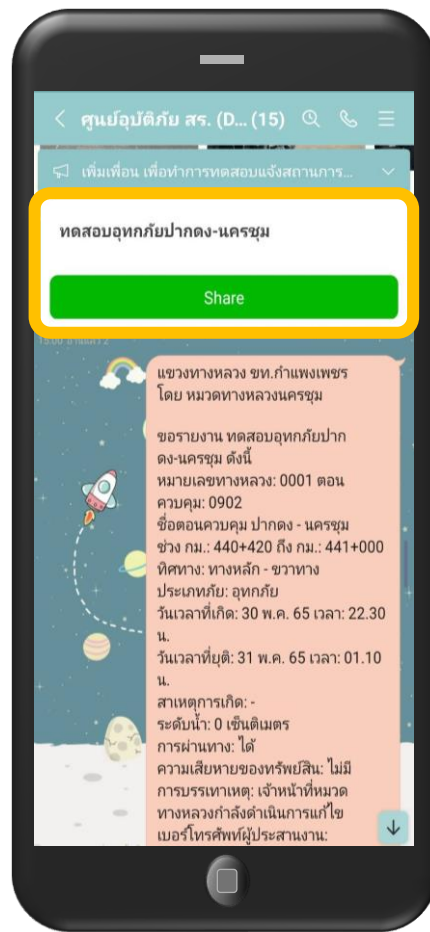 ศูนย์อุบัติภัย สร. (D... (15)
เพิ่มเพื่อน เพื่อทำการทดสอบแจ้งสถานการ...
ทดสอบอุทกภัยปากดง-นครชุม
Share
15.00 อ่านแล้ว 2
แขวงทางหลวง ขท.กำแพงเพชร
โดย หมวดทางหลวงนครชุม
ขอรายงาน ทดสอบอุทกภัยปาก
ดง-นครชุม ดังนี้
หมายเลขทางหลวง: 0001 ตอน
ควบคุม: 0902
ชื่อตอนควบคุม ปากดง - นครชุม
ช่วง กม.: 440+420 ถึง กม.: 441+000
ทิศทาง: ทางหลัก - ขวาทาง
ประเภทภัย: อุทกภัย
วันเวลาที่เกิด: 30 พ.ค. 65 เวลา: 22.30
น.
วันเวลาที่ยุติ: 31 พ.ค. 65 เวลา: 01.10
น.
สาเหตุการเกิด: -
ระดับน้ำ: 0 เซ็นติเมตร
การผ่านทาง: ได้
ความเสียหายของทรัพย์สิน: ไม่มี
การบรรเทาเหตุ: เจ้าหน้าที่หมวด
ทางหลวงกำลังดำเนินการแก้ไข
เบอร์โทรศัพท์ผู้ประสานงาน: